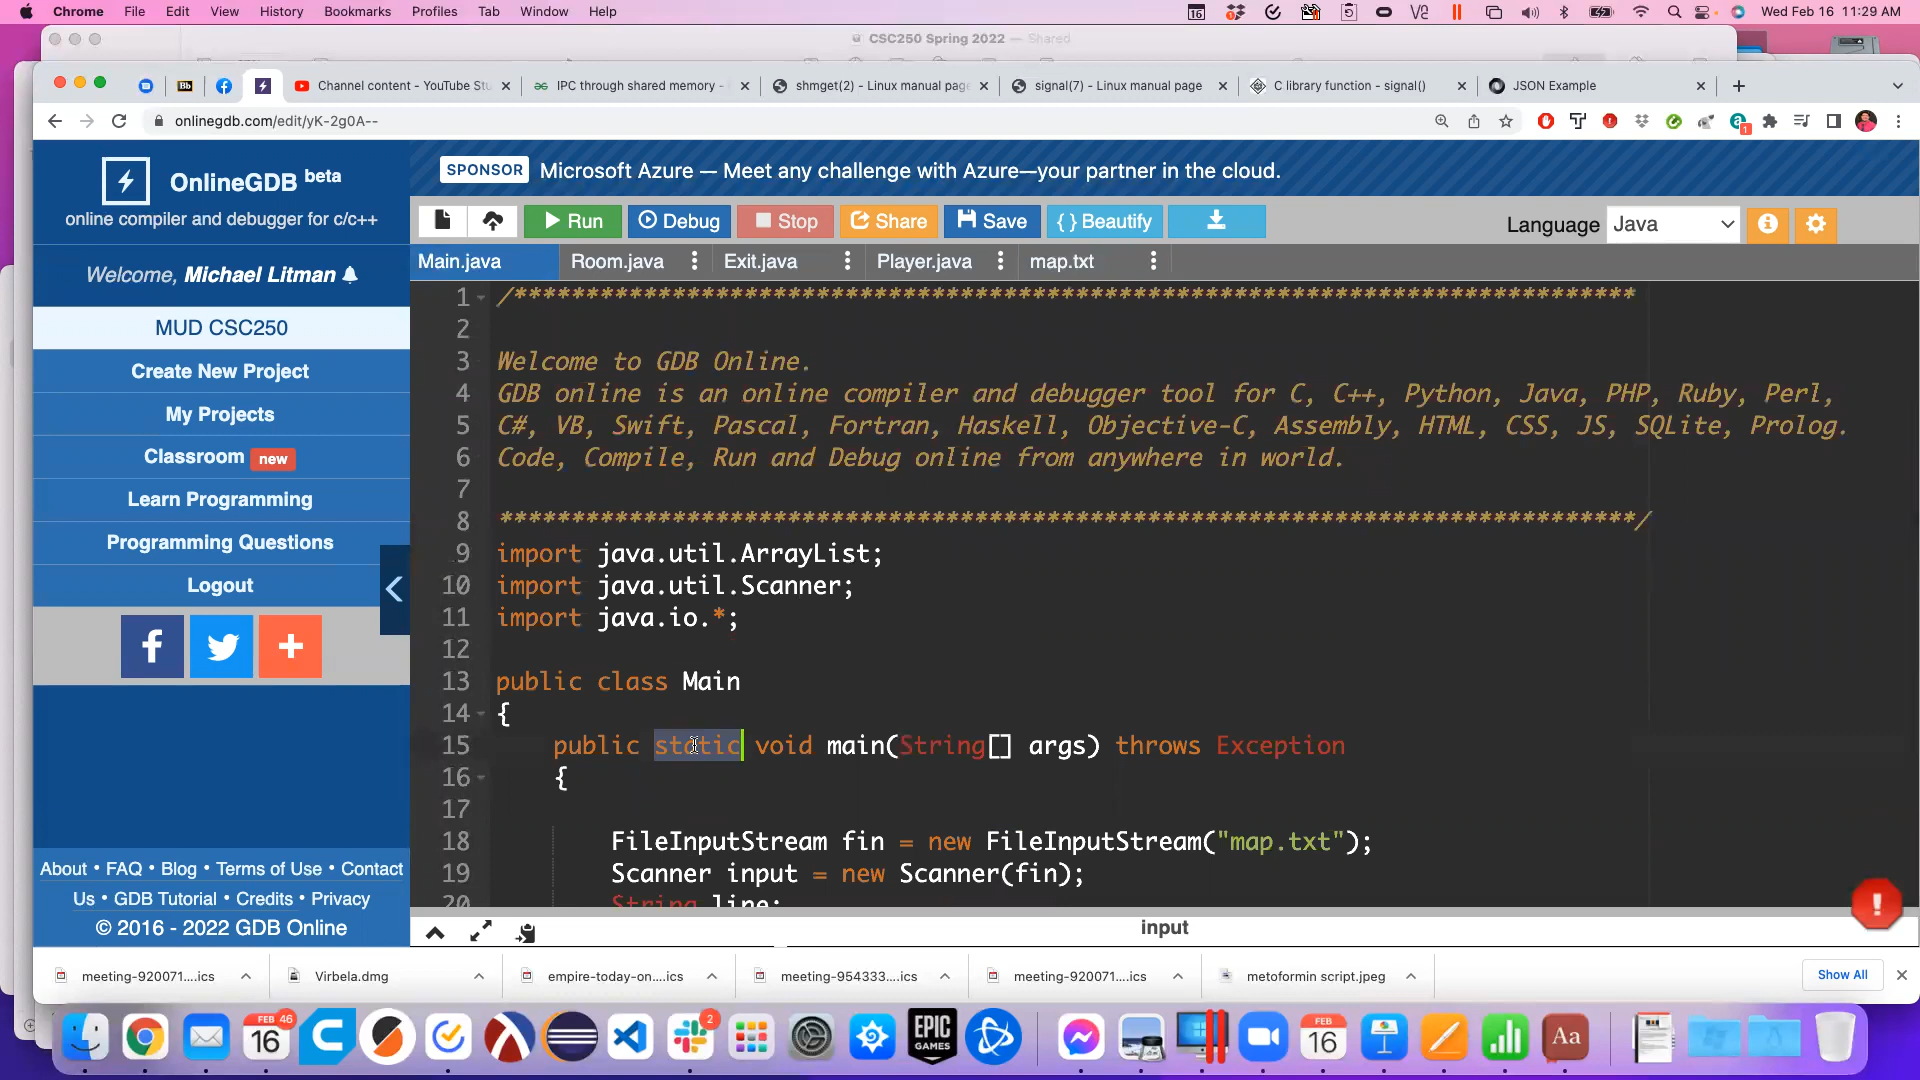 Chrome File Edit View History Bookmarks Profiles Tab Window Help 16 Wed Feb 16 11:29 AM
CSC250 Spring 2022 — Shared
Bb Channel content - YouTube Stu IPC through shared memory - shmget(2) - Linux manual page signal(7) - Linux manual page C library function - signal() JSON Example
onlinegdb.com/edit/yK-2g0A--
OnlineGDB beta
online compiler and debugger for c/c++
SPONSOR Microsoft Azure — Meet any challenge with Azure—your partner in the cloud.
Run Debug Stop Share Save { } Beautify Language Java
Welcome, Michael Litman
MUD CSC250
Create New Project
My Projects
Classroom new
Learn Programming
Programming Questions
Logout
Main.java Room.java Exit.java Player.java map.txt
1 /******************************************************************************
2
3 Welcome to GDB Online.
4 GDB online is an online compiler and debugger tool for C, C++, Python, Java, PHP, Ruby, Perl,
5 C#, VB, Swift, Pascal, Fortran, Haskell, Objective-C, Assembly, HTML, CSS, JS, SQLite, Prolog.
6 Code, Compile, Run and Debug online from anywhere in world.
7
8 *******************************************************************************/
9 import java.util.ArrayList;
10 import java.util.Scanner;
11 import java.io.*;
12
13 public class Main
14 {
15 public static void main(String[] args) throws Exception
16 {
17
18 FileInputStream fin = new FileInputStream("map.txt");
19 Scanner input = new Scanner(fin);
20 String line;
About • FAQ • Blog • Terms of Use • Contact
Us • GDB Tutorial • Credits • Privacy
© 2016 - 2022 GDB Online
input
meeting-920071....ics Virbela.dmg empire-today-on....ics meeting-954333....ics meeting-920071....ics metoformin script.jpeg Show All
FEB 46 16 2 EPIC GAMES FEB 16 Aa